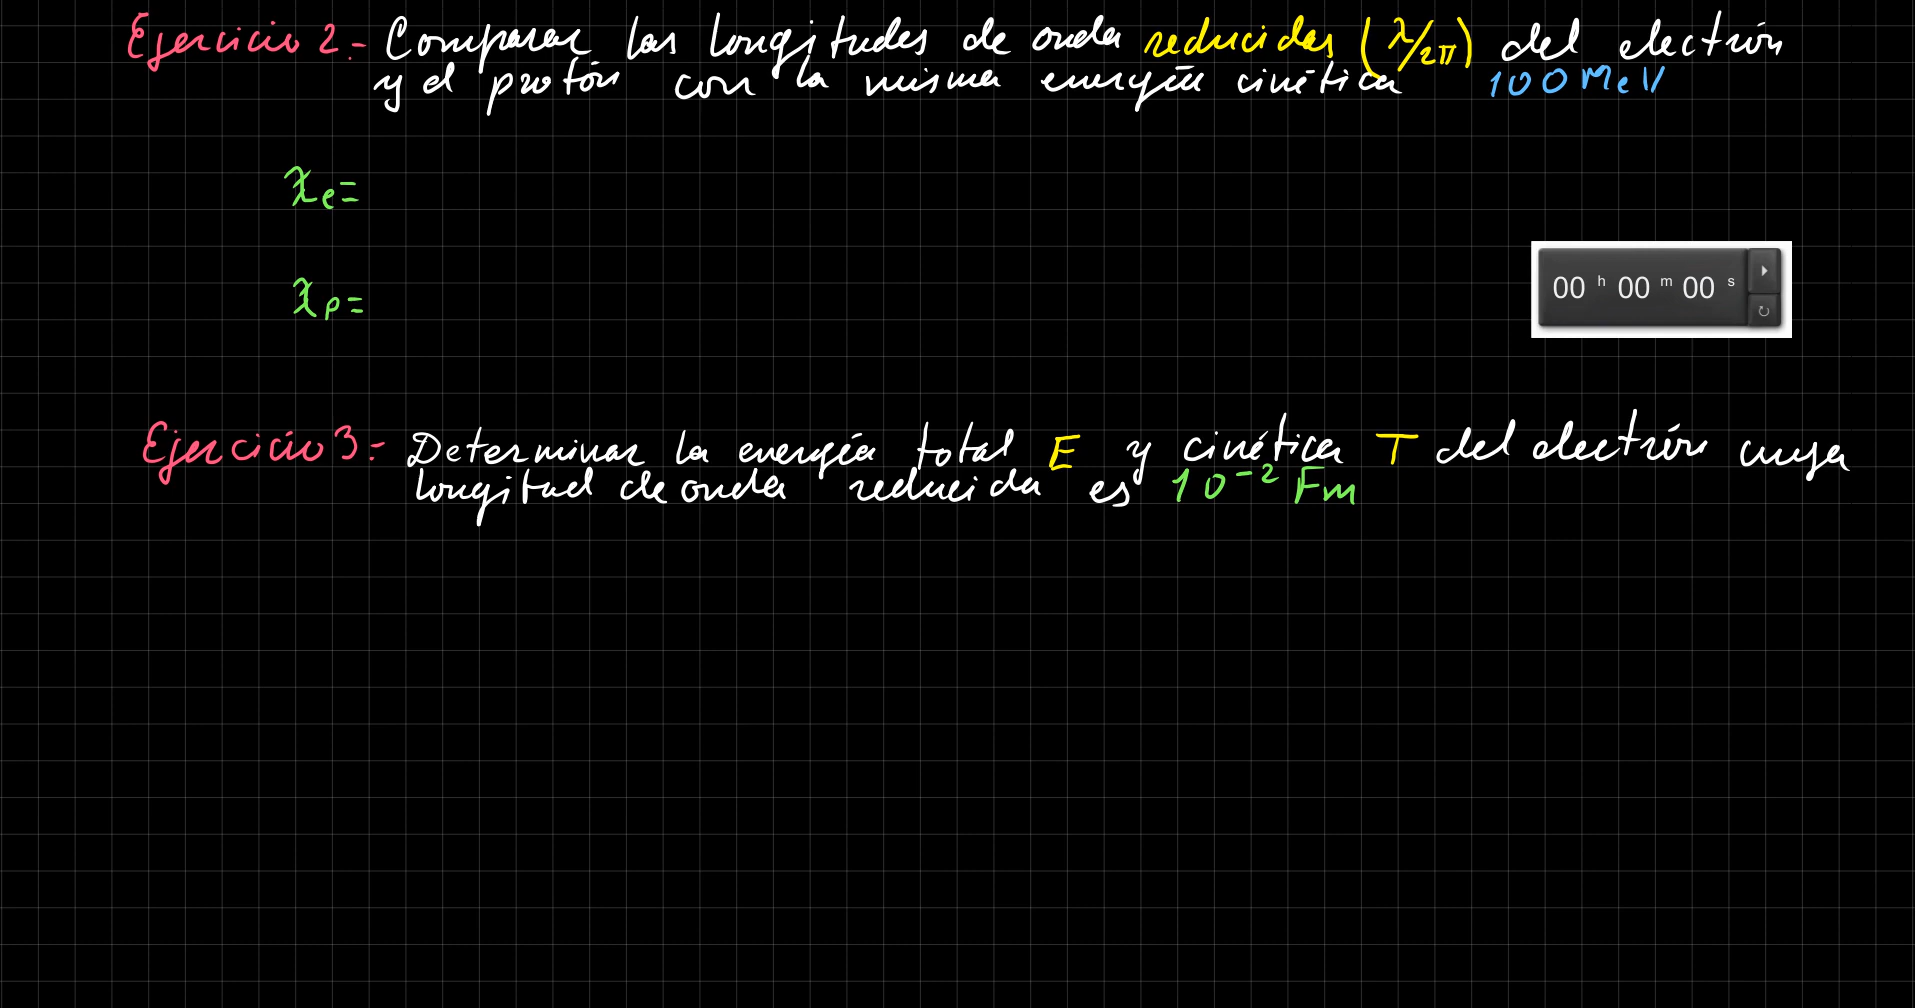 Ejercicio 2.- Comparar las longitudes de onda reducidas (λ/2π) del electrón
y el protón con la misma energía cinética 100 MeV
ƛe=
00 h 00 m 00 s
ƛp=
Ejercicio 3.- Determinar la energía total E y cinética T del electrón cuya
longitud de onda reducida es 10⁻² Fm